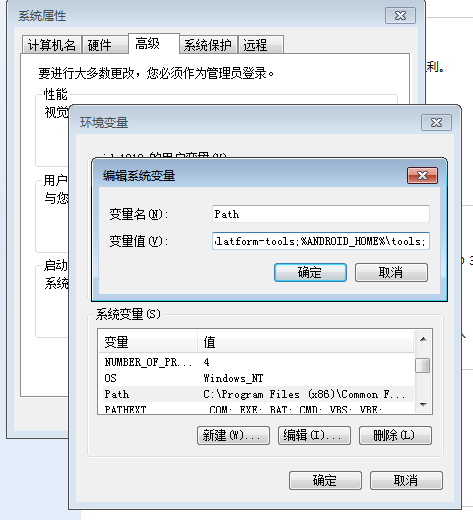 系统属性
计算机名 硬件 高级 系统保护 远程
要进行大多数更改，您必须作为管理员登录。
利。
性能
视觉
环境变量
的用户变量(U)
编辑系统变量
变量名(N): Path
变量值(V): latform-tools;%ANDROID_HOME%\tools;
确定 取消
用户
与您
启动
系统
系统变量(S)
变量 值
NUMBER_OF_PR... 4
OS Windows_NT
Path C:\Program Files (x86)\Common F...
PATHEXT .COM;.EXE;.BAT;.CMD;.VBS;.VBE;
新建(W)... 编辑(I)... 删除(L)
确定 取消